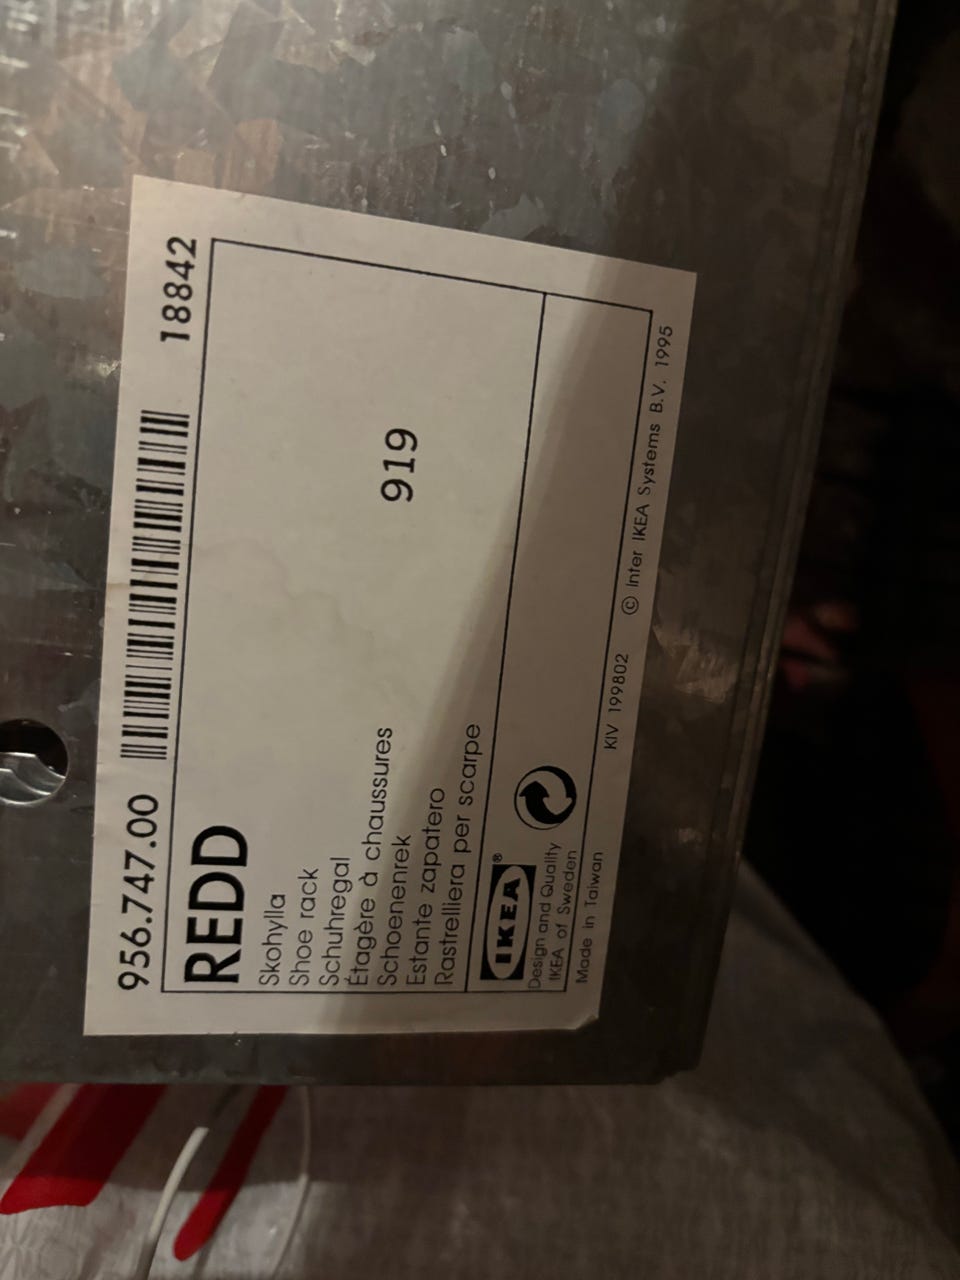 956.747.00 18842
REDD
Skohylla
Shoe rack
Schuhregal
Étagère à chaussures
Schoenenrek
Estante zapatero
Rastrelliera per scarpe
919
IKEA®
Design and Quality
IKEA of Sweden
Made in Taiwan
KIV 199802 © Inter IKEA Systems B.V. 1995